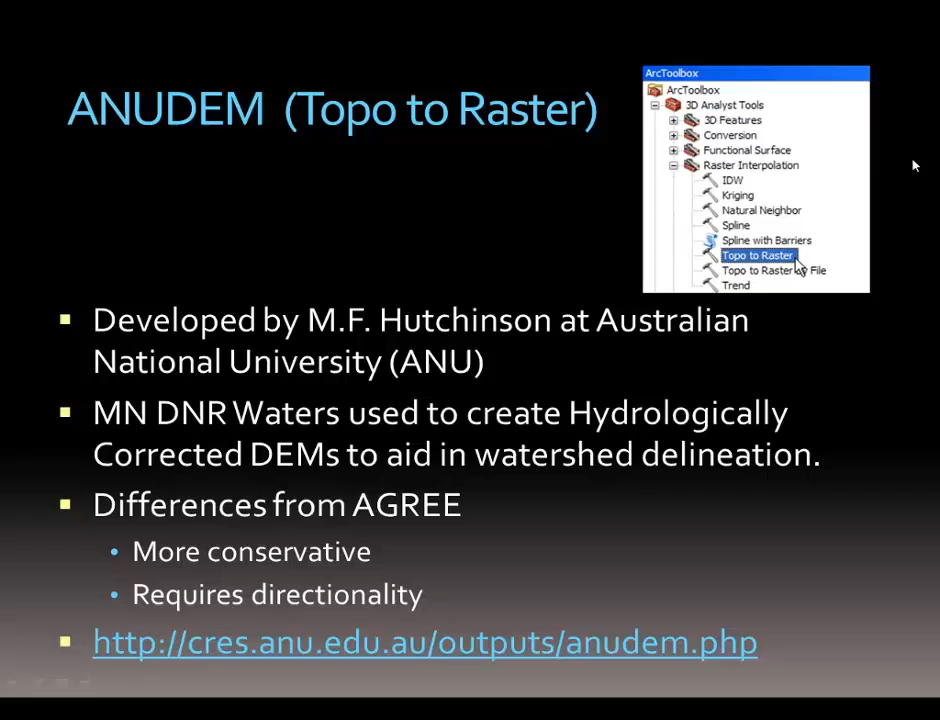 ANUDEM (Topo to Raster)
ArcToolbox
ArcToolbox
3D Analyst Tools
3D Features
Conversion
Functional Surface
Raster Interpolation
IDW
Kriging
Natural Neighbor
Spline
Spline with Barriers
Topo to Raster
Topo to Raster by File
Trend
Developed by M.F. Hutchinson at Australian
National University (ANU)
MN DNR Waters used to create Hydrologically
Corrected DEMs to aid in watershed delineation.
Differences from AGREE
More conservative
Requires directionality
http://cres.anu.edu.au/outputs/anudem.php